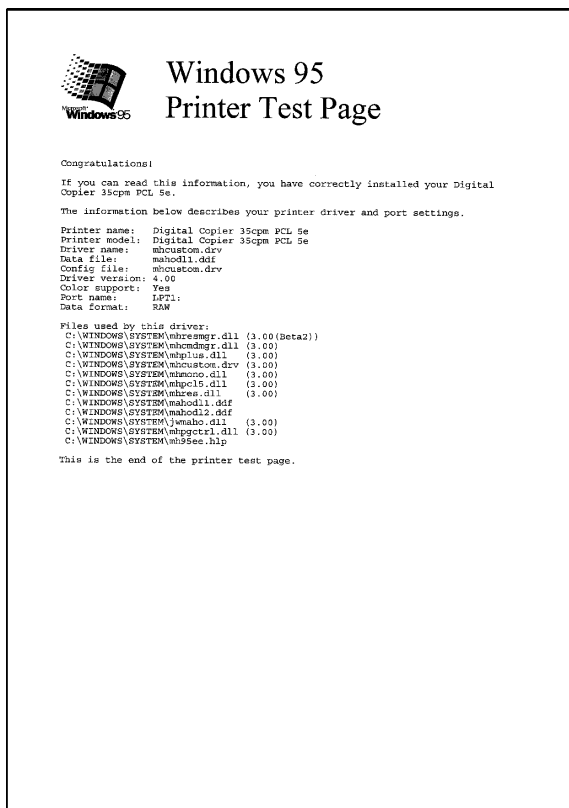 Microsoft
Windows95
Windows 95
Printer Test Page
Congratulations!
If you can read this information, you have correctly installed your Digital
Copier 35cpm PCL 5e.
The information below describes your printer driver and port settings.
Printer name: Digital Copier 35cpm PCL 5e
Printer model: Digital Copier 35cpm PCL 5e
Driver name: mhcustom.drv
Data file: mahodl1.ddf
Config file: mhcustom.drv
Driver version: 4.00
Color support: Yes
Port name: LPT1:
Data format: RAW
Files used by this driver:
C:\WINDOWS\SYSTEM\mhresmgr.dll (3.00(Beta2))
C:\WINDOWS\SYSTEM\mhcmdmgr.dll (3.00)
C:\WINDOWS\SYSTEM\mhplus.dll (3.00)
C:\WINDOWS\SYSTEM\mhcustom.drv (3.00)
C:\WINDOWS\SYSTEM\mhmono.dll (3.00)
C:\WINDOWS\SYSTEM\mhpcl5.dll (3.00)
C:\WINDOWS\SYSTEM\mhres.dll (3.00)
C:\WINDOWS\SYSTEM\mahodl1.ddf
C:\WINDOWS\SYSTEM\mahodl2.ddf
C:\WINDOWS\SYSTEM\jwmaho.dll (3.00)
C:\WINDOWS\SYSTEM\mhpgctrl.dll (3.00)
C:\WINDOWS\SYSTEM\mh95ee.hlp
This is the end of the printer test page.